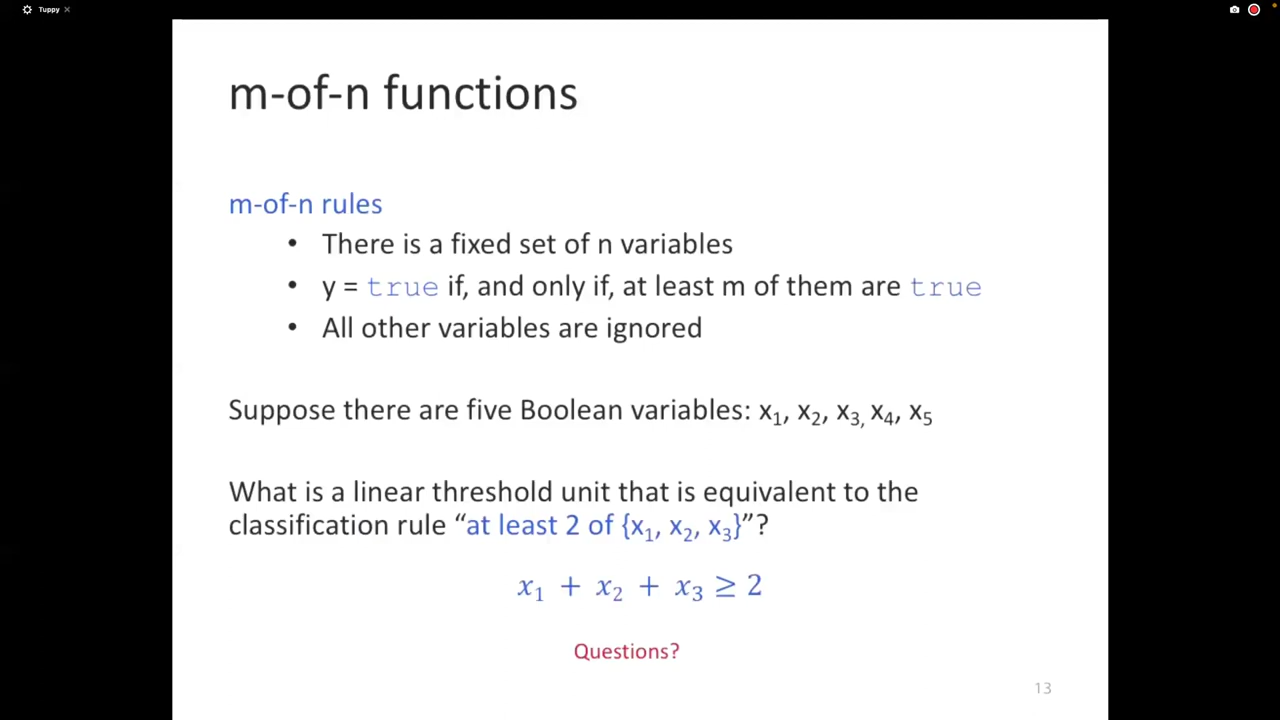 Tuppy
m-of-n functions
m-of-n rules
• There is a fixed set of n variables
• y = true if, and only if, at least m of them are true
• All other variables are ignored
Suppose there are five Boolean variables: x₁, x₂, x₃, x₄, x₅
What is a linear threshold unit that is equivalent to the
classification rule “at least 2 of {x₁, x₂, x₃}”?
x₁ + x₂ + x₃ ≥ 2
Questions?
13